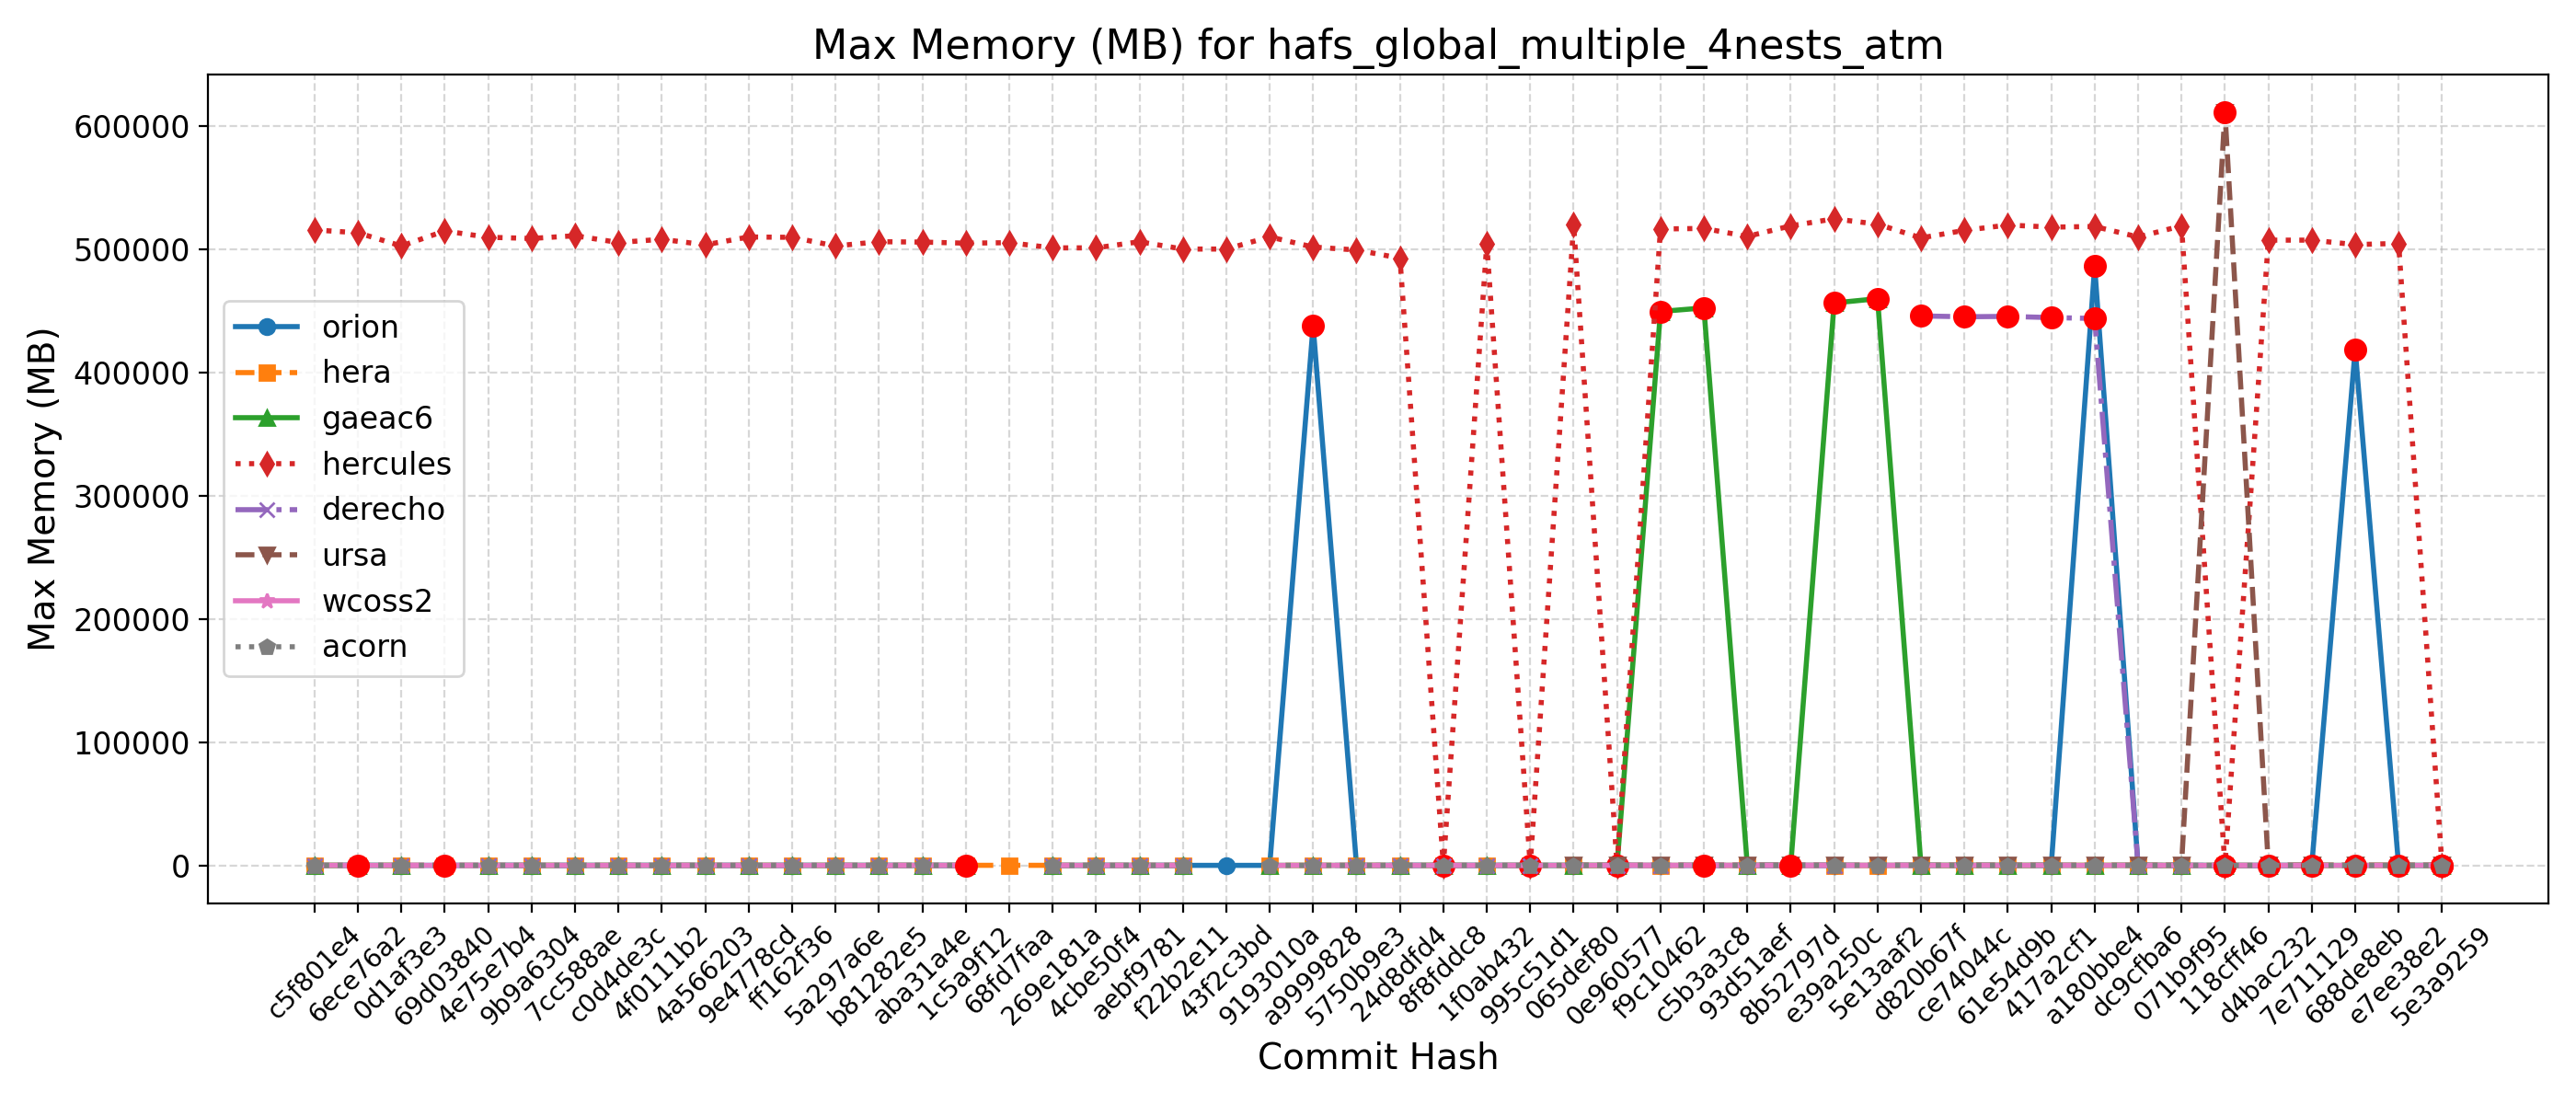 Max Memory (MB) for hafs_global_multiple_4nests_atm
Max Memory (MB)
600000
500000
400000
300000
200000
100000
0
orion
hera
gaeac6
hercules
derecho
ursa
wcoss2
acorn
c5f801e4
6ece76a2
0d1af3e3
69d03840
4e75e7b4
9b9a6304
7cc588ae
c0d4de3c
4f0111b2
4a566203
9e4778cd
ff162f36
5a297a6e
b81282e5
aba31a4e
1c5a9f12
68fd7faa
269e181a
4cbe50f4
aebf9781
f22b2e11
43f2c3bd
9193010a
a9999828
5750b9e3
24d8dfd4
8f8fddc8
1f0ab432
995c51d1
065def80
0e960577
f9c10462
c5b3a3c8
93d51aef
8b52797d
e39a250c
5e13aaf2
d820b67f
ce74044c
61e54d9b
417a2cf1
a180bbe4
dc9cfba6
071b9f95
118cff46
d4bac232
7e711129
688de8eb
e7ee38e2
5e3a9259
Commit Hash